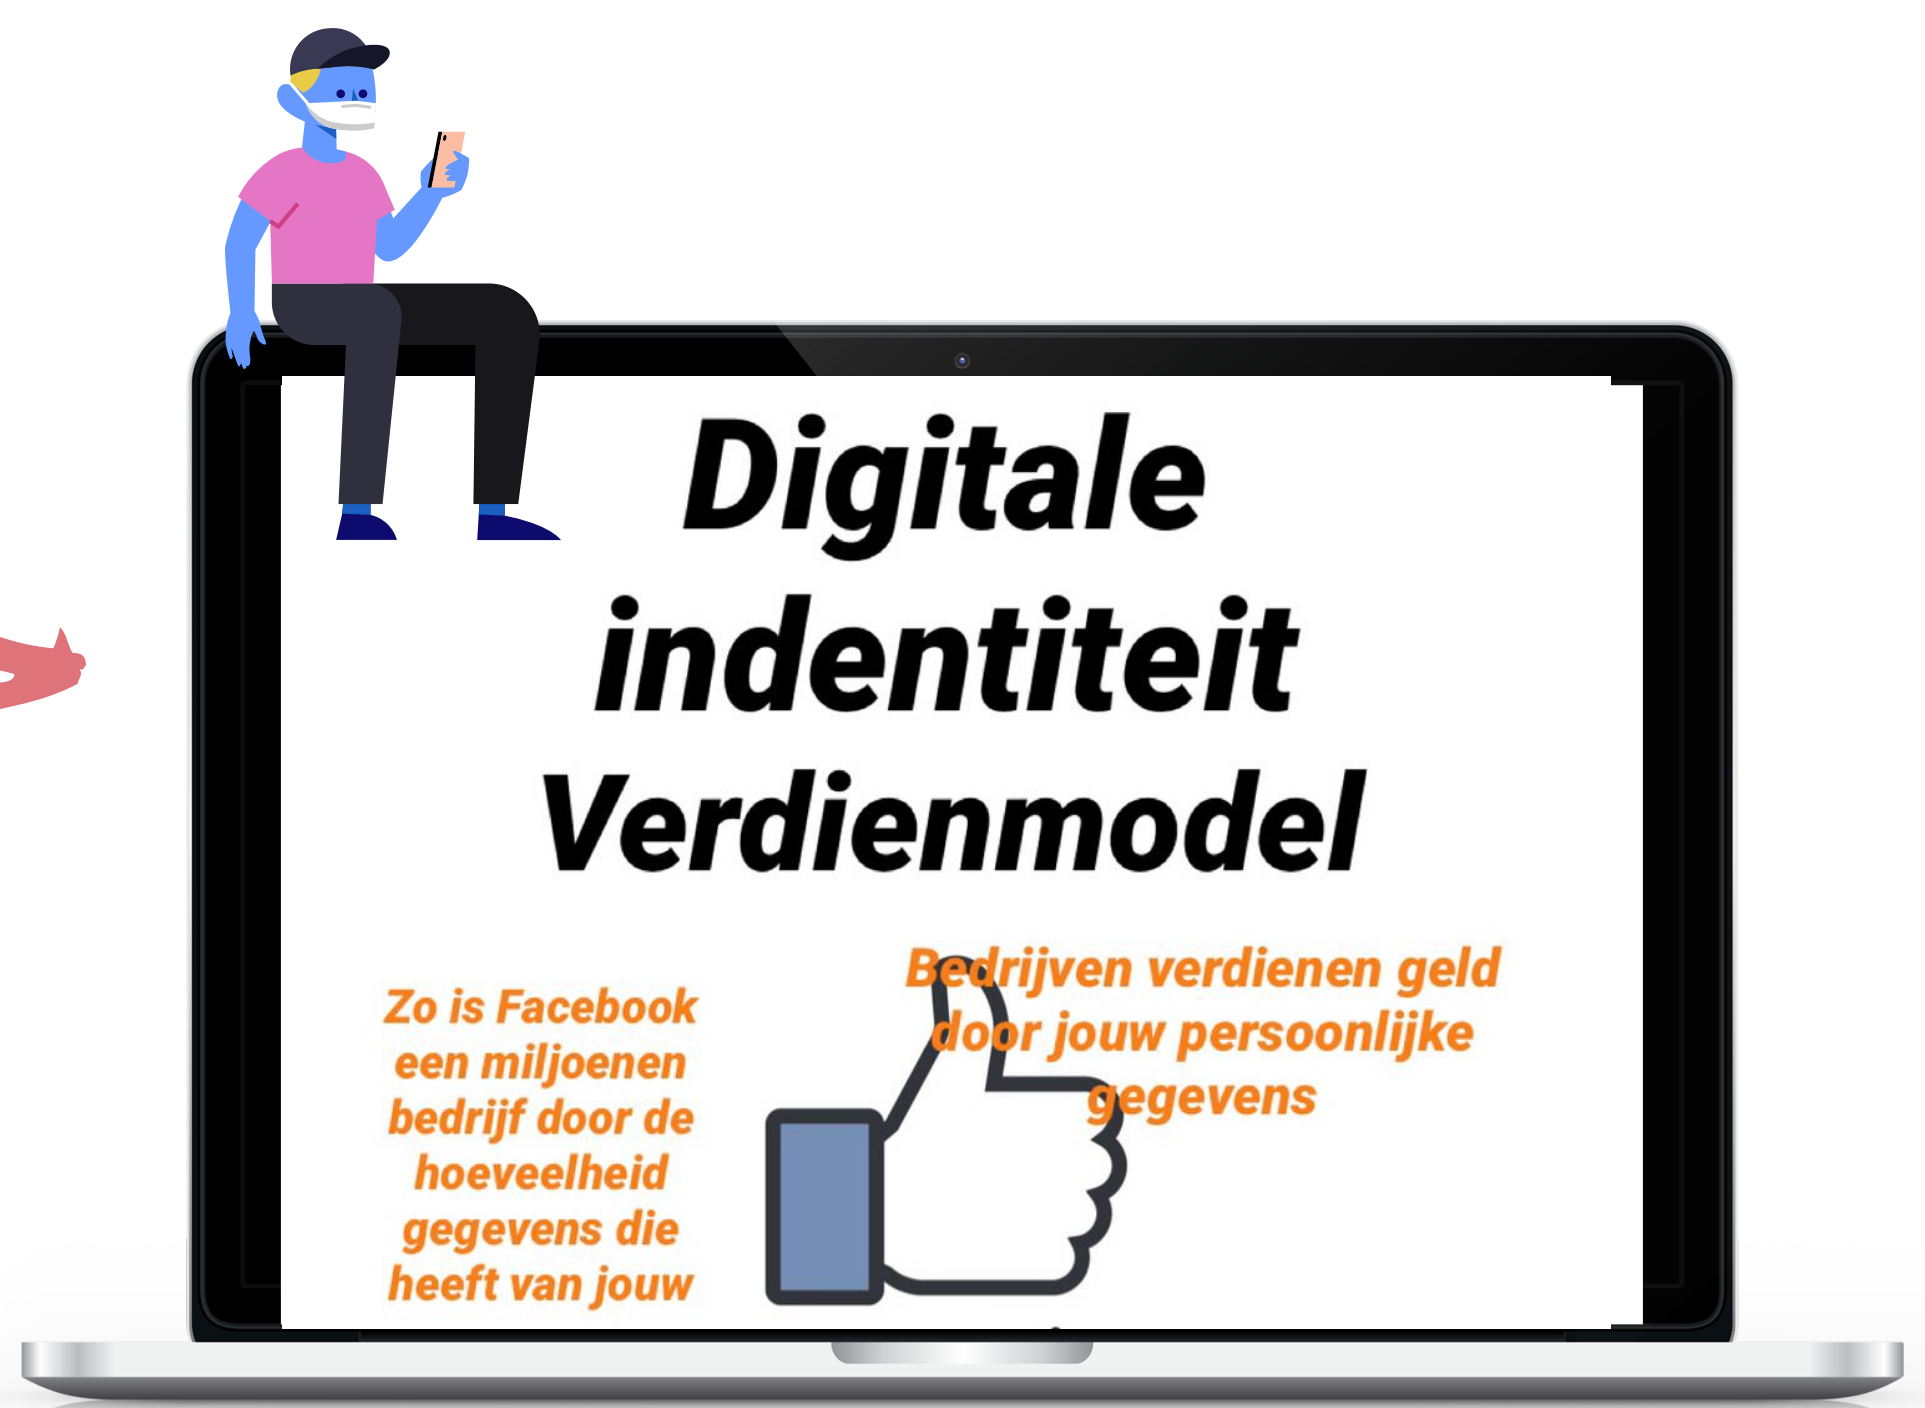 Digitale
indentiteit
Verdienmodel
Zo is Facebook
een miljoenen
bedrijf door de
hoeveelheid
gegevens die
heeft van jouw
Bedrijven verdienen geld
door jouw persoonlijke
gegevens